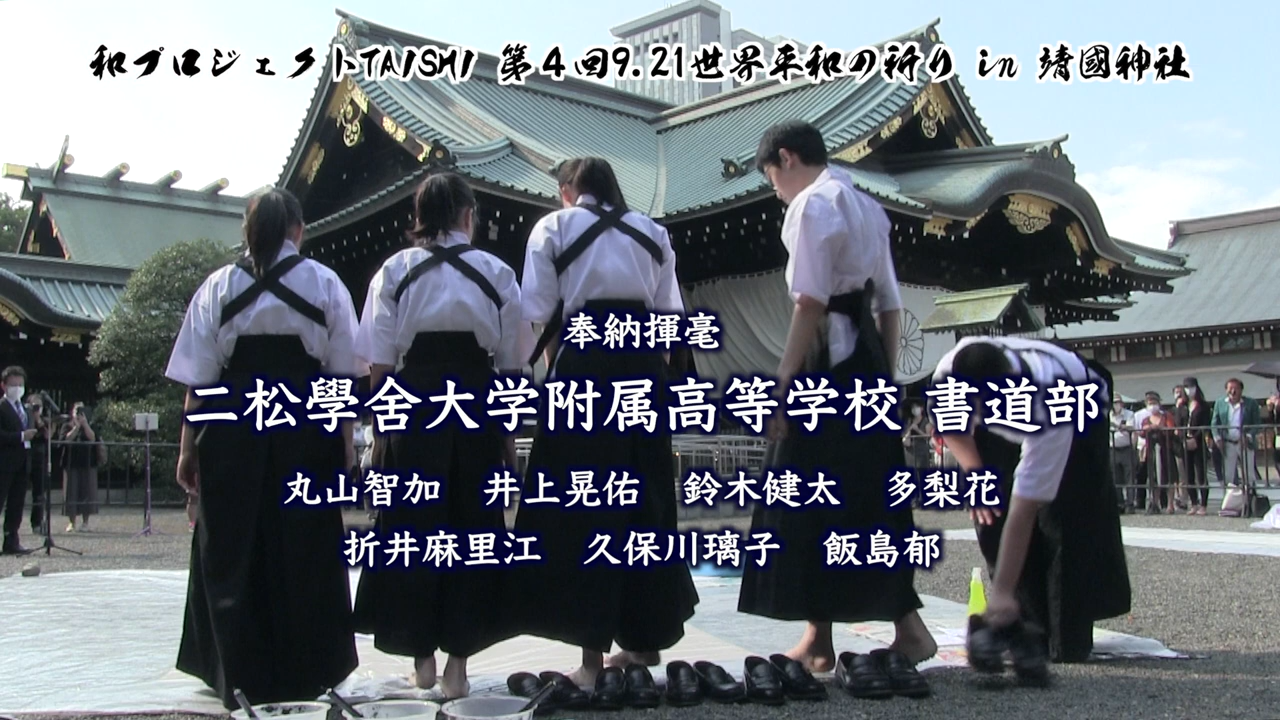 和プロジェクトTAISHI 第4回9.21世界平和の祈り in 靖國神社
奉納揮毫
二松學舍大学附属高等学校 書道部
丸山智加 井上晃佑 鈴木健太 多梨花
折井麻里江 久保川璃子 飯島郁